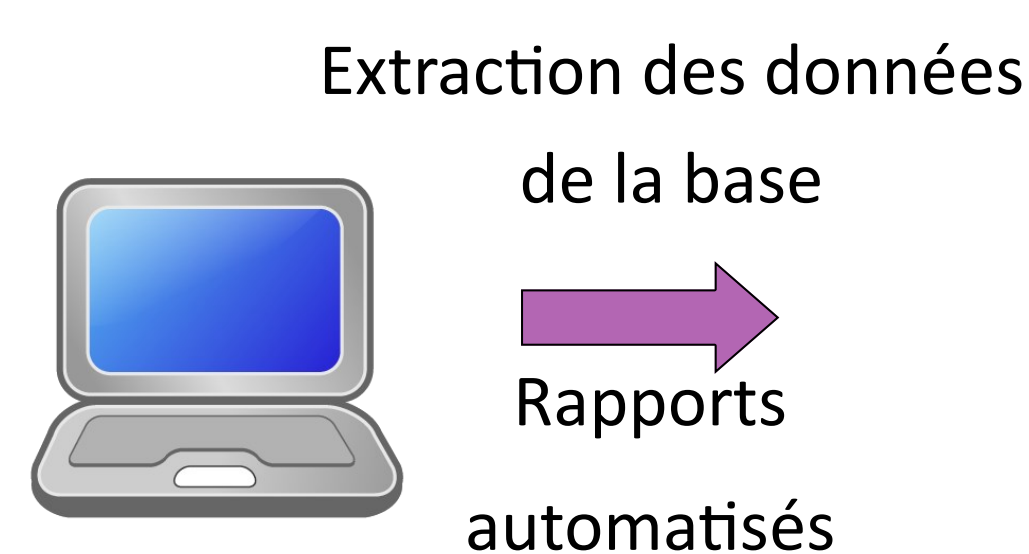 Extraction des données
de la base
Rapports
automatisés